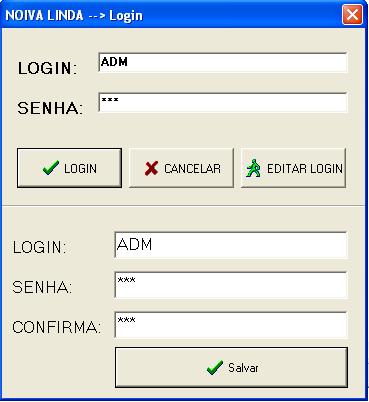 NOIVA LINDA --> Login
LOGIN: ADM
SENHA: ***
LOGIN CANCELAR EDITAR LOGIN
LOGIN: ADM
SENHA: ***
CONFIRMA: ***
Salvar